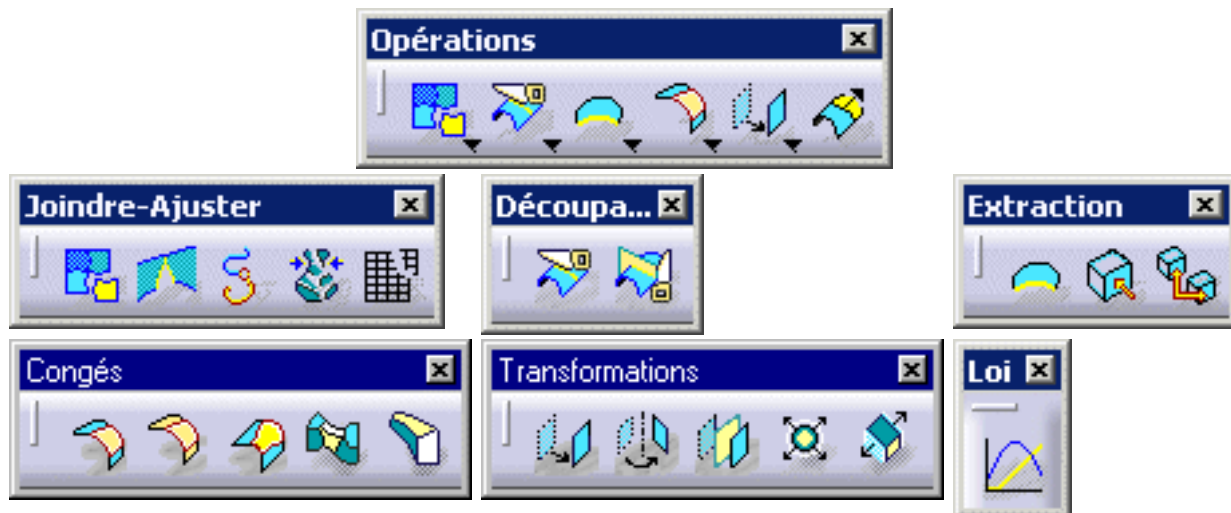 Opérations
Joindre-Ajuster
Découpa...
Extraction
Congés
Transformations
Loi